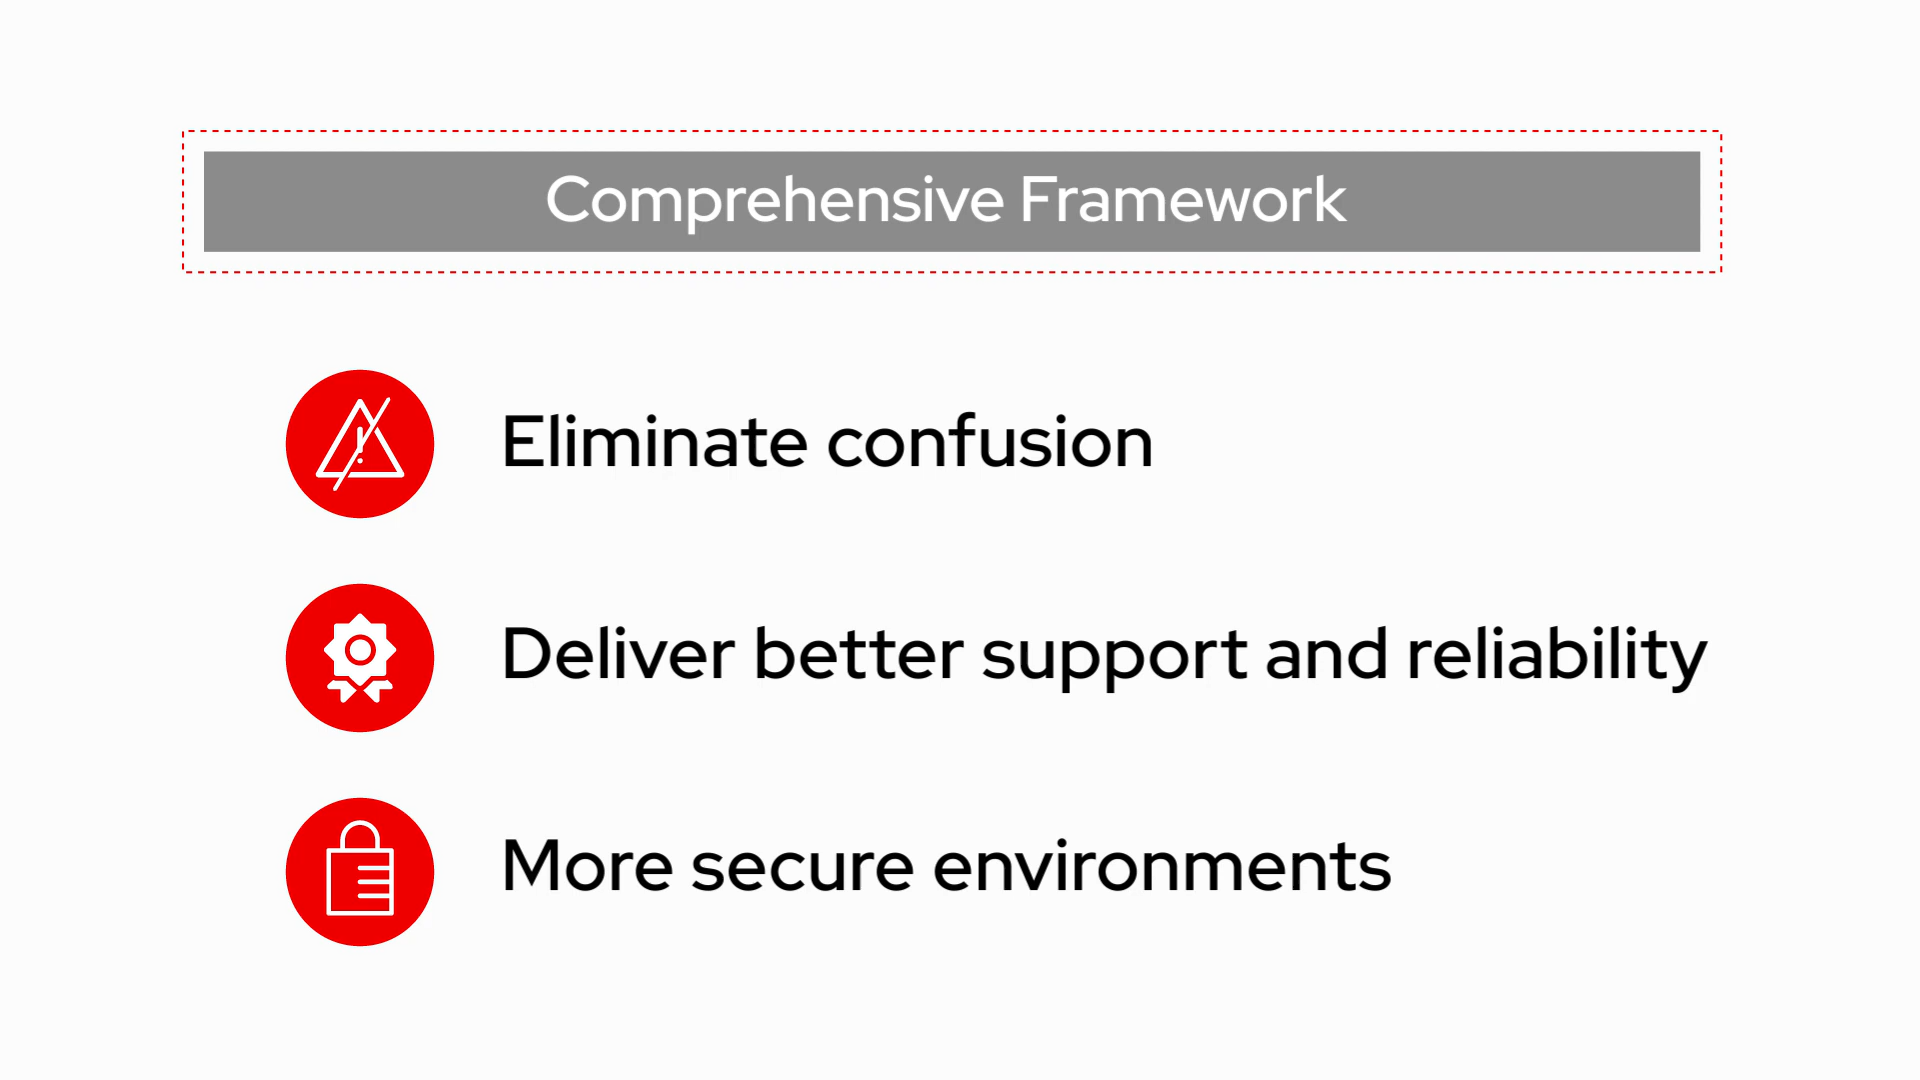 Comprehensive Framework
Eliminate confusion
Deliver better support and reliability
More secure environments